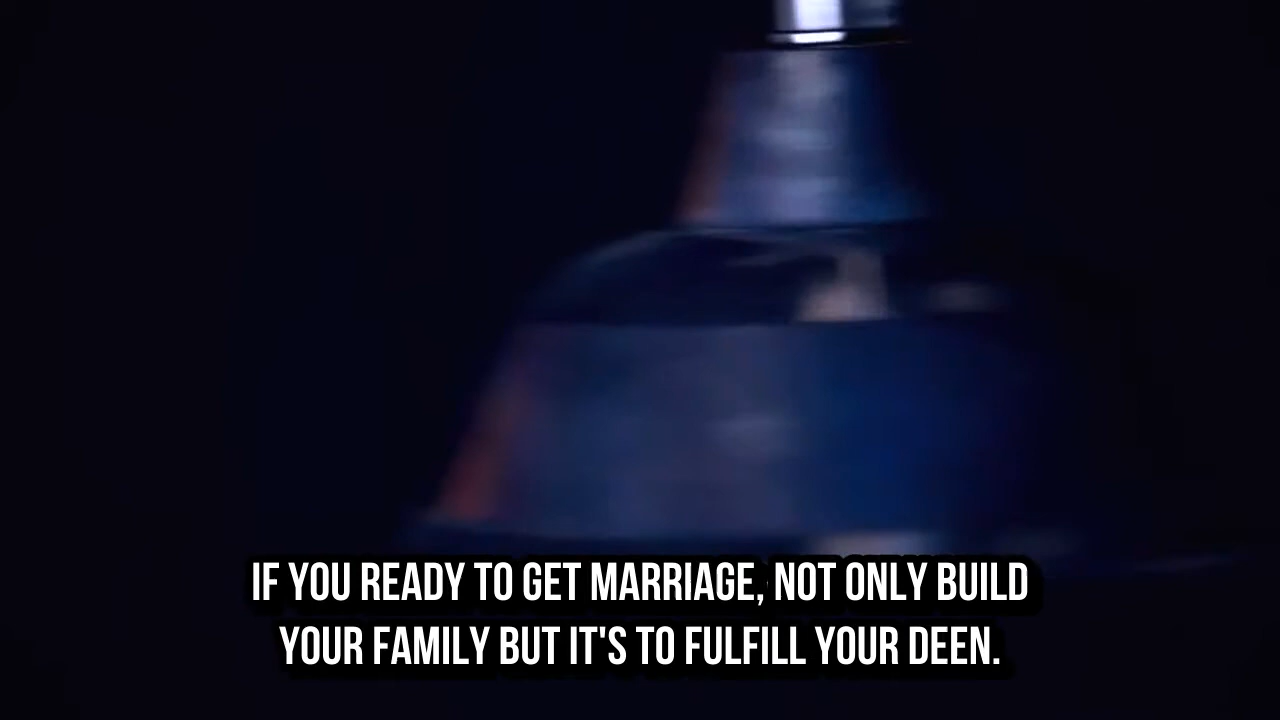 IF YOU READY TO GET MARRIAGE, NOT ONLY BUILD
YOUR FAMILY BUT IT'S TO FULFILL YOUR DEEN.